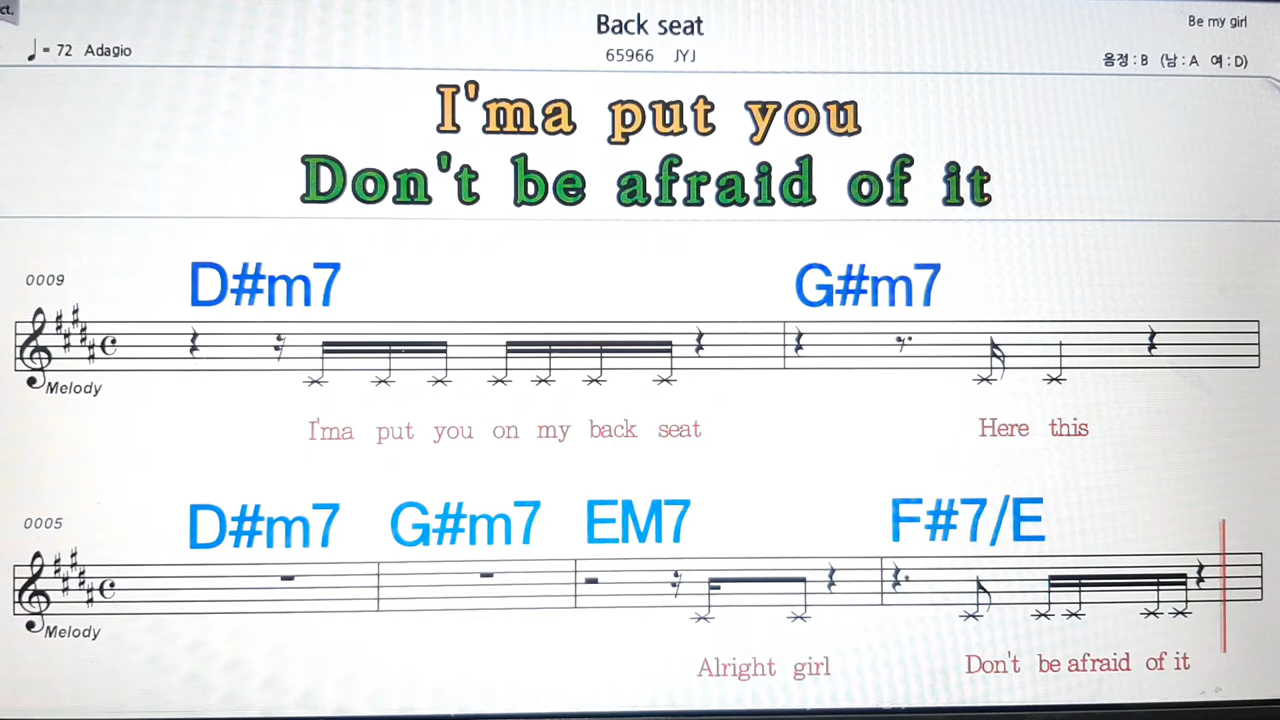 ct.
Back seat
Be my girl
♩ = 72 Adagio
65966 JYJ
음정 : B (남 : A 여 : D)
I'ma put you
Don't be afraid of it
0009
D#m7 G#m7
Melody
I'ma put you on my back seat Here this
0005
D#m7 G#m7 EM7 F#7/E
Melody
Alright girl Don't be afraid of it